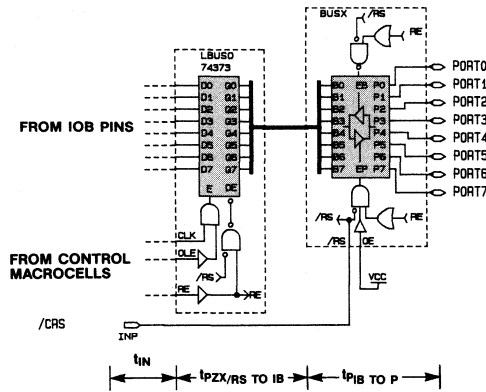 BUSX
/RS
RE
LBUSO
74373
D0 Q0
D1 Q1
D2 Q2
D3 Q3
D4 Q4
D5 Q5
D6 Q6
D7 Q7
E OE
EB
B0 P0
B1 P1
B2 P2
B3 P3
B4 P4
B5 P5
B6 P6
B7 P7
EP
PORT0
PORT1
PORT2
PORT3
PORT4
PORT5
PORT6
PORT7
FROM IOB PINS
CLK
OLE
/RS
RE
RE
FROM CONTROL
MACROCELLS
/RS
RE
/RS
OE
VCC
/CAS
INP
tIN
tPZX/RS TO IB
tPIB TO P